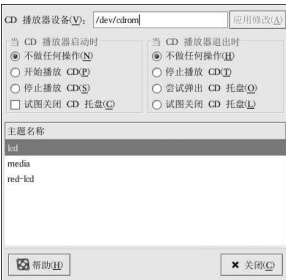 CD 播放器设备(V): /dev/cdrom 应用修改(A)
当 CD 播放器启动时
不做任何操作(N)
开始播放 CD(P)
停止播放 CD(S)
试图关闭 CD 托盘(C)
当 CD 播放器退出时
不做任何操作(H)
停止播放 CD(T)
尝试弹出 CD 托盘(O)
试图关闭 CD 托盘(L)
主题名称
lcd
media
red-lcd
帮助(H) 关闭(C)